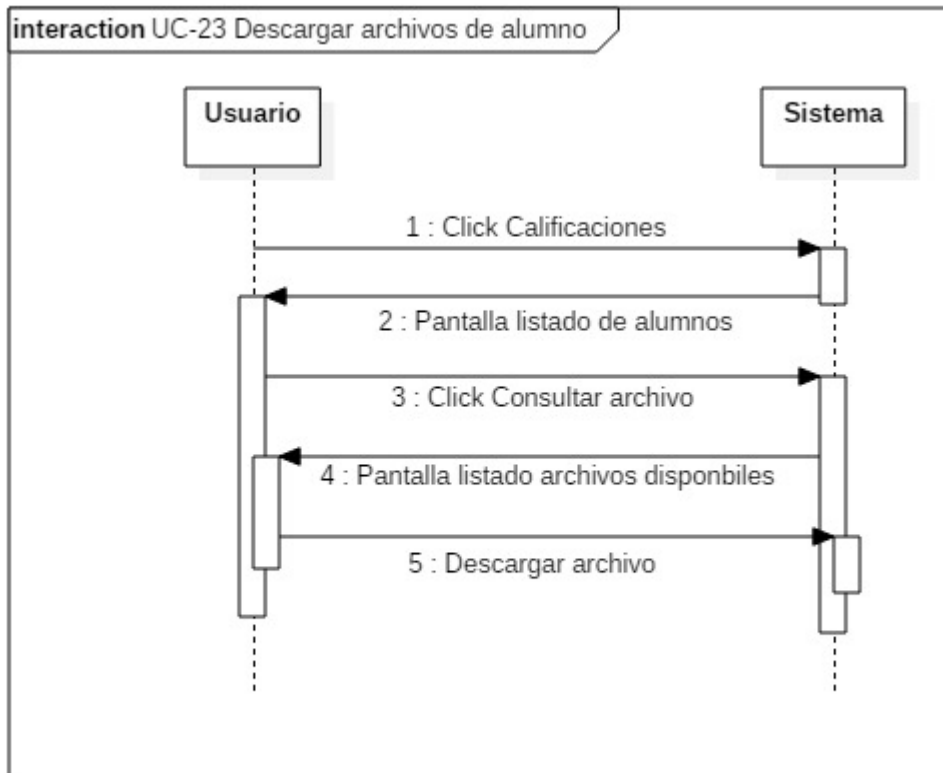 interaction UC-23 Descargar archivos de alumno
Usuario
Sistema
1 : Click Calificaciones
2 : Pantalla listado de alumnos
3 : Click Consultar archivo
4 : Pantalla listado archivos disponbiles
5 : Descargar archivo